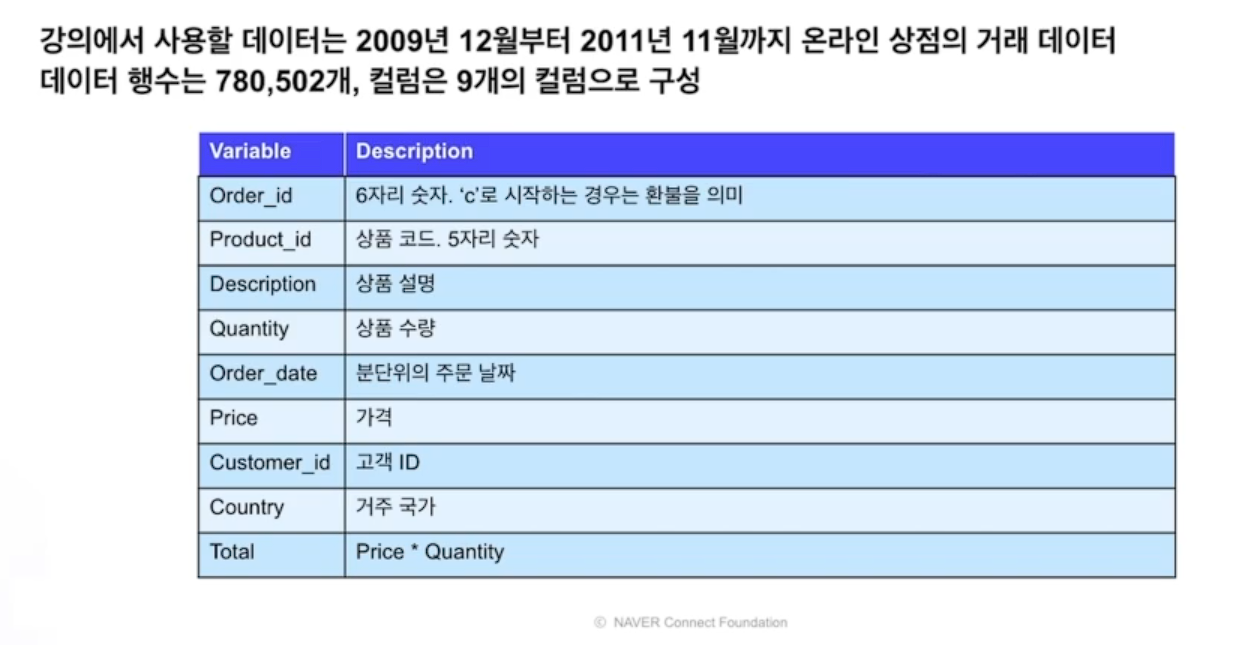 강의에서 사용할 데이터는 2009년 12월부터 2011년 11월까지 온라인 상점의 거래 데이터
데이터 행수는 780,502개, 컬럼은 9개의 컬럼으로 구성
Variable Description
Order_id 6자리 숫자. ‘c’로 시작하는 경우는 환불을 의미
Product_id 상품 코드. 5자리 숫자
Description 상품 설명
Quantity 상품 수량
Order_date 분단위의 주문 날짜
Price 가격
Customer_id 고객 ID
Country 거주 국가
Total Price * Quantity
© NAVER Connect Foundation